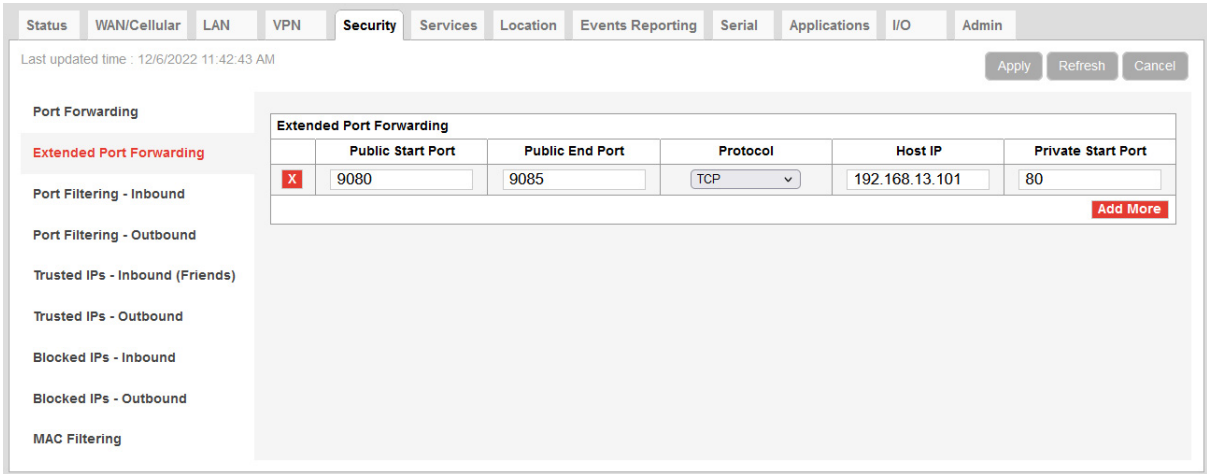 Status WAN/Cellular LAN VPN Security Services Location Events Reporting Serial Applications I/O Admin
Last updated time : 12/6/2022 11:42:43 AM
Apply Refresh Cancel
Port Forwarding
Extended Port Forwarding
Port Filtering - Inbound
Port Filtering - Outbound
Trusted IPs - Inbound (Friends)
Trusted IPs - Outbound
Blocked IPs - Inbound
Blocked IPs - Outbound
MAC Filtering
Extended Port Forwarding
Public Start Port Public End Port Protocol Host IP Private Start Port
X 9080 9085 TCP 192.168.13.101 80
Add More